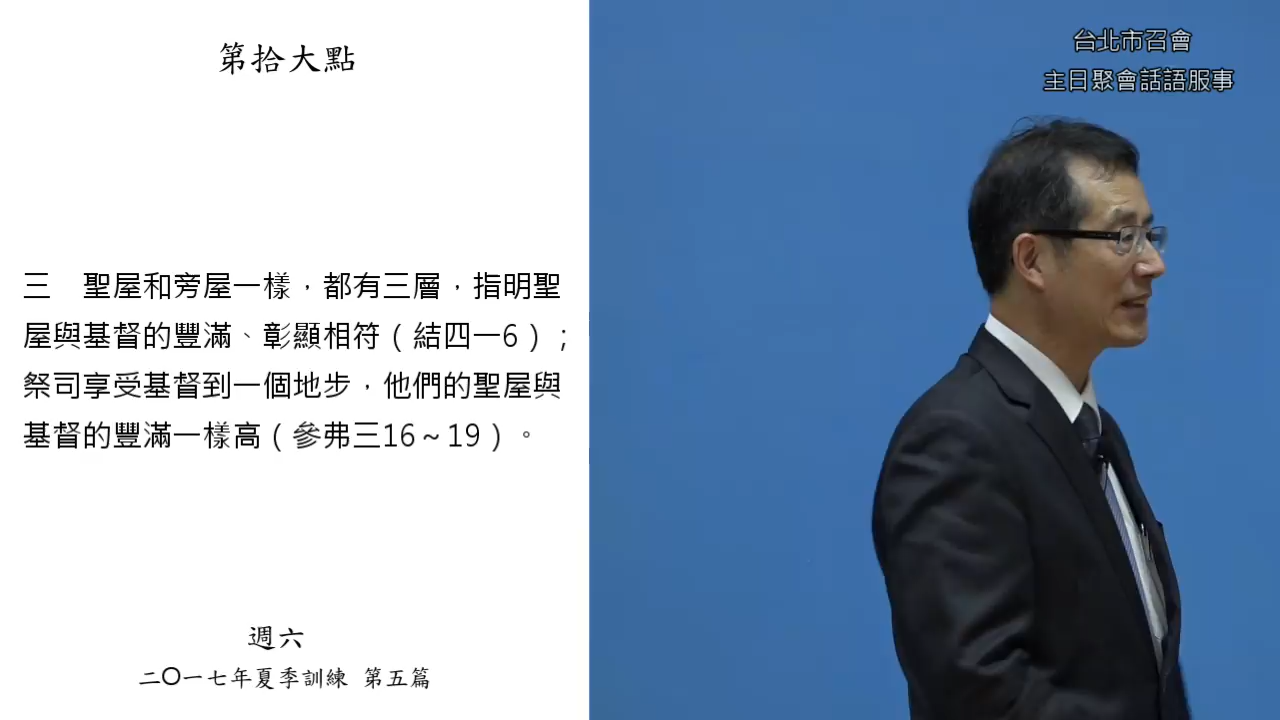 第拾大點
三　聖屋和旁屋一樣，都有三層，指明聖
屋與基督的豐滿、彰顯相符（結四一6）；
祭司享受基督到一個地步，他們的聖屋與
基督的豐滿一樣高（參弗三16～19）。
週六
二〇一七年夏季訓練 第五篇
台北市召會
主日聚會話語服事